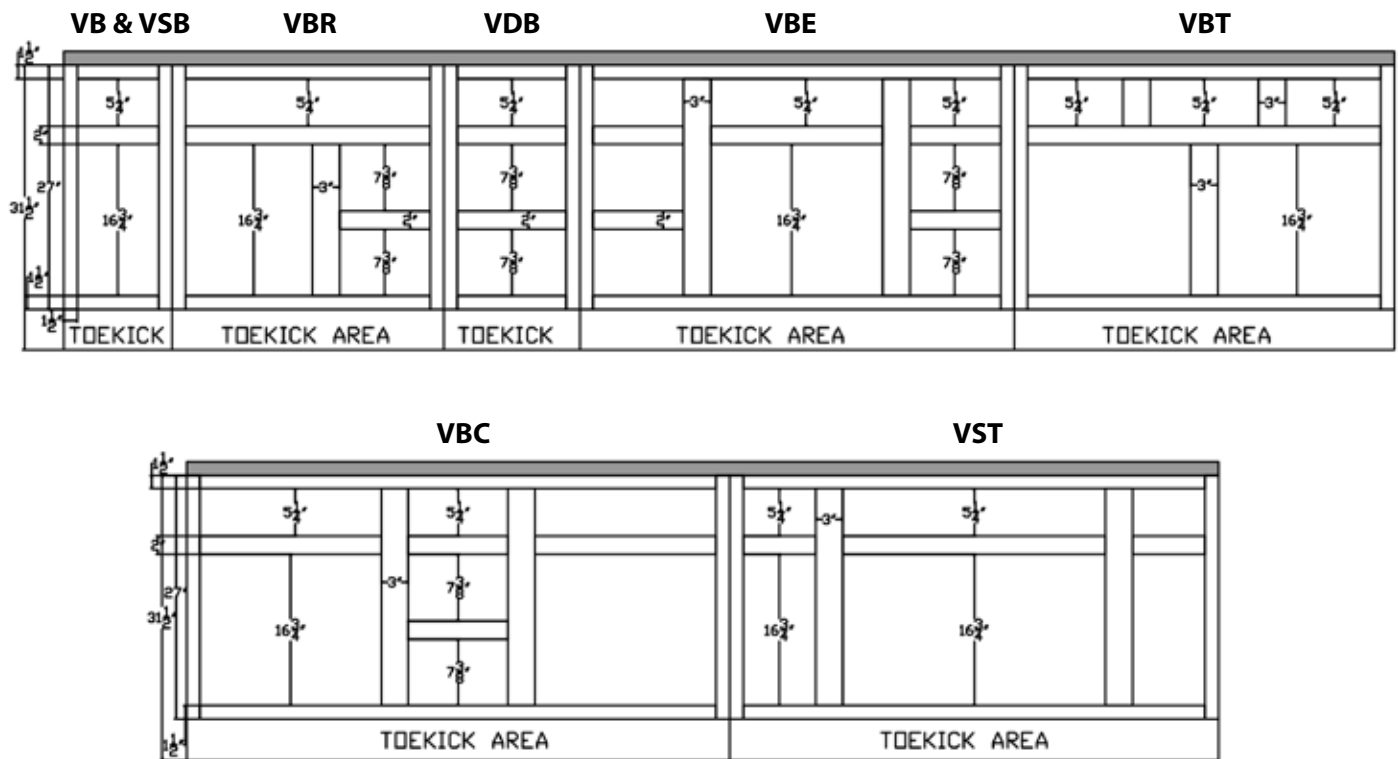 VB & VSB VBR VDB VBE VBT
1½"
5¼" 5¼" 5¼" -3"- 5¼" 5¼" 5¼" 5¼" -3"- 5¼"
2"
27" -3"- 7⅜" 7⅜" 7⅜" -3"-
31½" 16¾" 16¾" 2" 2" 2" 16¾" 16¾"
1½" 7⅜" 7⅜" 7⅜"
1½"
TOEKICK TOEKICK AREA TOEKICK TOEKICK AREA TOEKICK AREA
VBC VST
1½"
5¼" 5¼" 5¼" -3"- 5¼"
2"
27" -3"- 7⅜"
31½" 16¾" 16¾" 16¾"
7⅜"
1½" TOEKICK AREA TOEKICK AREA